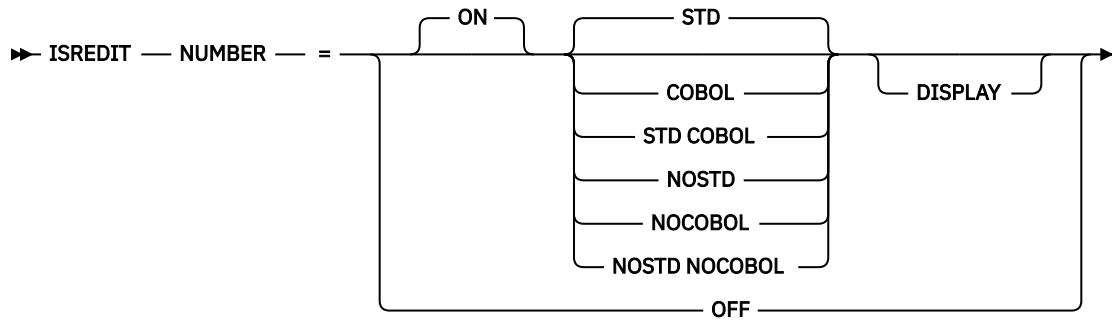 ON STD
ISREDIT NUMBER =
COBOL DISPLAY
STD COBOL
NOSTD
NOCOBOL
NOSTD NOCOBOL
OFF